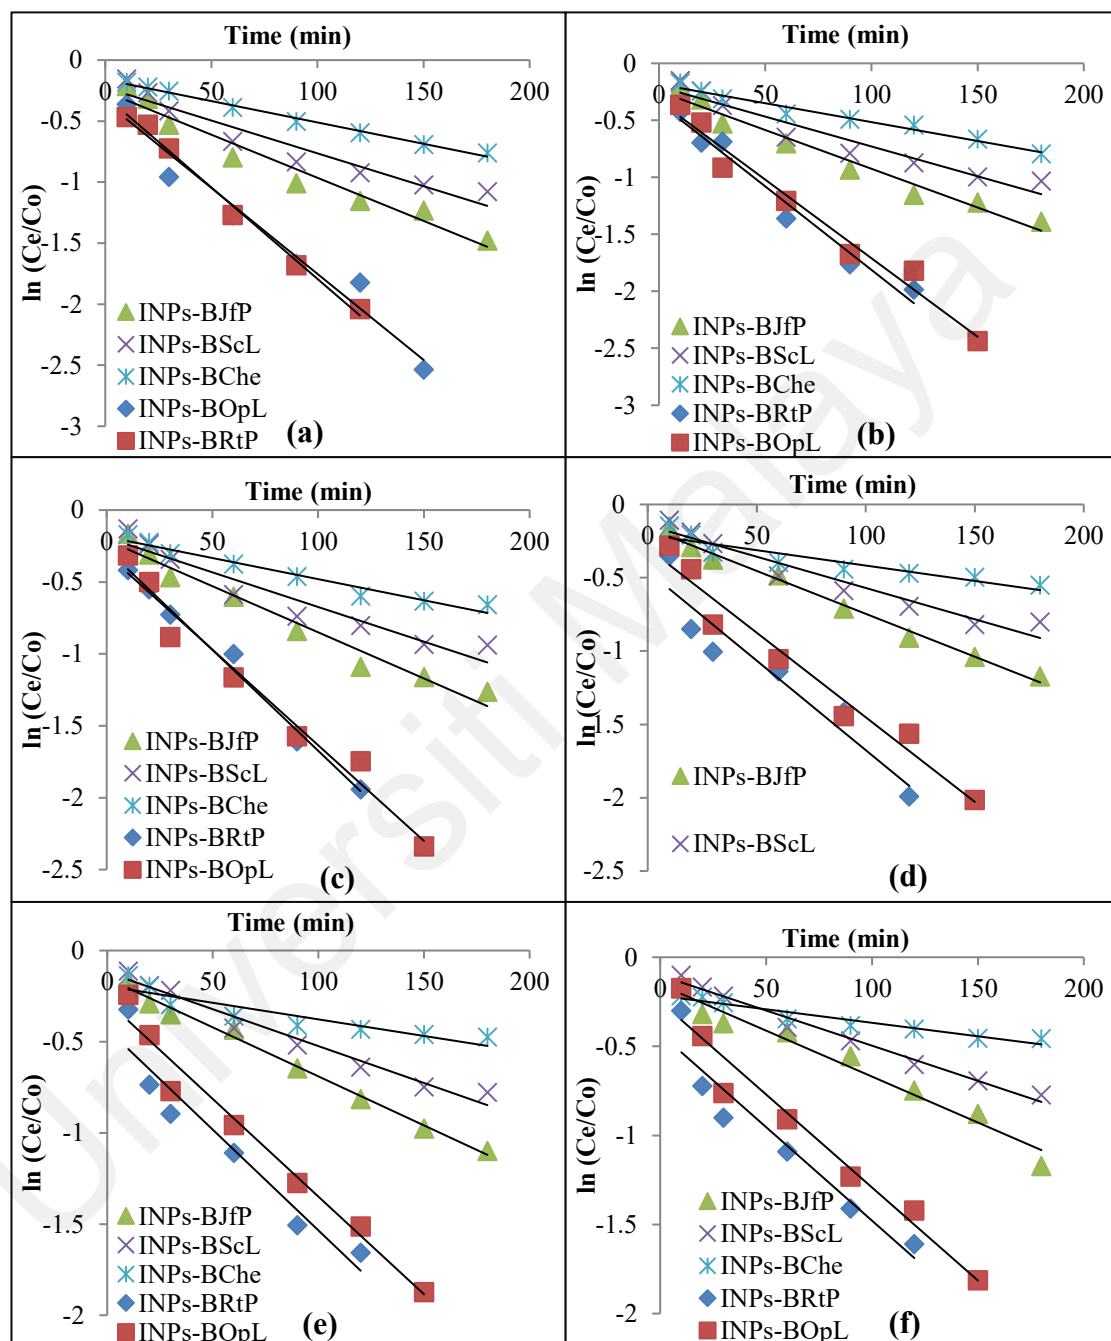 Time (min)
0 50 100 150 200
0
-0.5
-1
-1.5
-2
-2.5
-3
ln (Ce/Co)
INPs-BJfP
INPs-BScL
INPs-BChe
INPs-BOpL
INPs-BRtP
(a)
Time (min)
0 50 100 150 200
0
-0.5
-1
-1.5
-2
-2.5
-3
ln (Ce/Co)
INPs-BJfP
INPs-BScL
INPs-BChe
INPs-BRtP
INPs-BOpL
(b)
Time (min)
0 50 100 150 200
0
-0.5
-1
-1.5
-2
-2.5
ln (Ce/Co)
INPs-BJfP
INPs-BScL
INPs-BChe
INPs-BRtP
INPs-BOpL
(c)
Time (min)
0 50 100 150 200
0
-0.5
-1
-1.5
-2
-2.5
ln (Ce/Co)
INPs-BJfP
INPs-BScL
(d)
Time (min)
0 50 100 150 200
0
-0.5
-1
-1.5
-2
ln (Ce/Co)
INPs-BJfP
INPs-BScL
INPs-BChe
INPs-BRtP
INPs-BOpL
(e)
Time (min)
0 50 100 150 200
0
-0.5
-1
-1.5
-2
ln (Ce/Co)
INPs-BJfP
INPs-BScL
INPs-BChe
INPs-BRtP
INPs-BOpL
(f)
Universiti Malaya